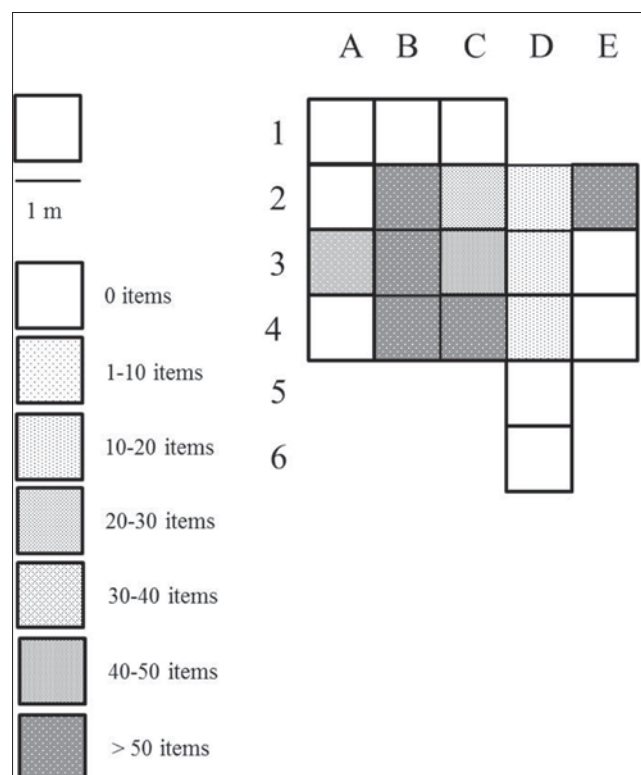 A B C D E
1
2
3
4
5
6
1 m
0 items
1-10 items
10-20 items
20-30 items
30-40 items
40-50 items
> 50 items